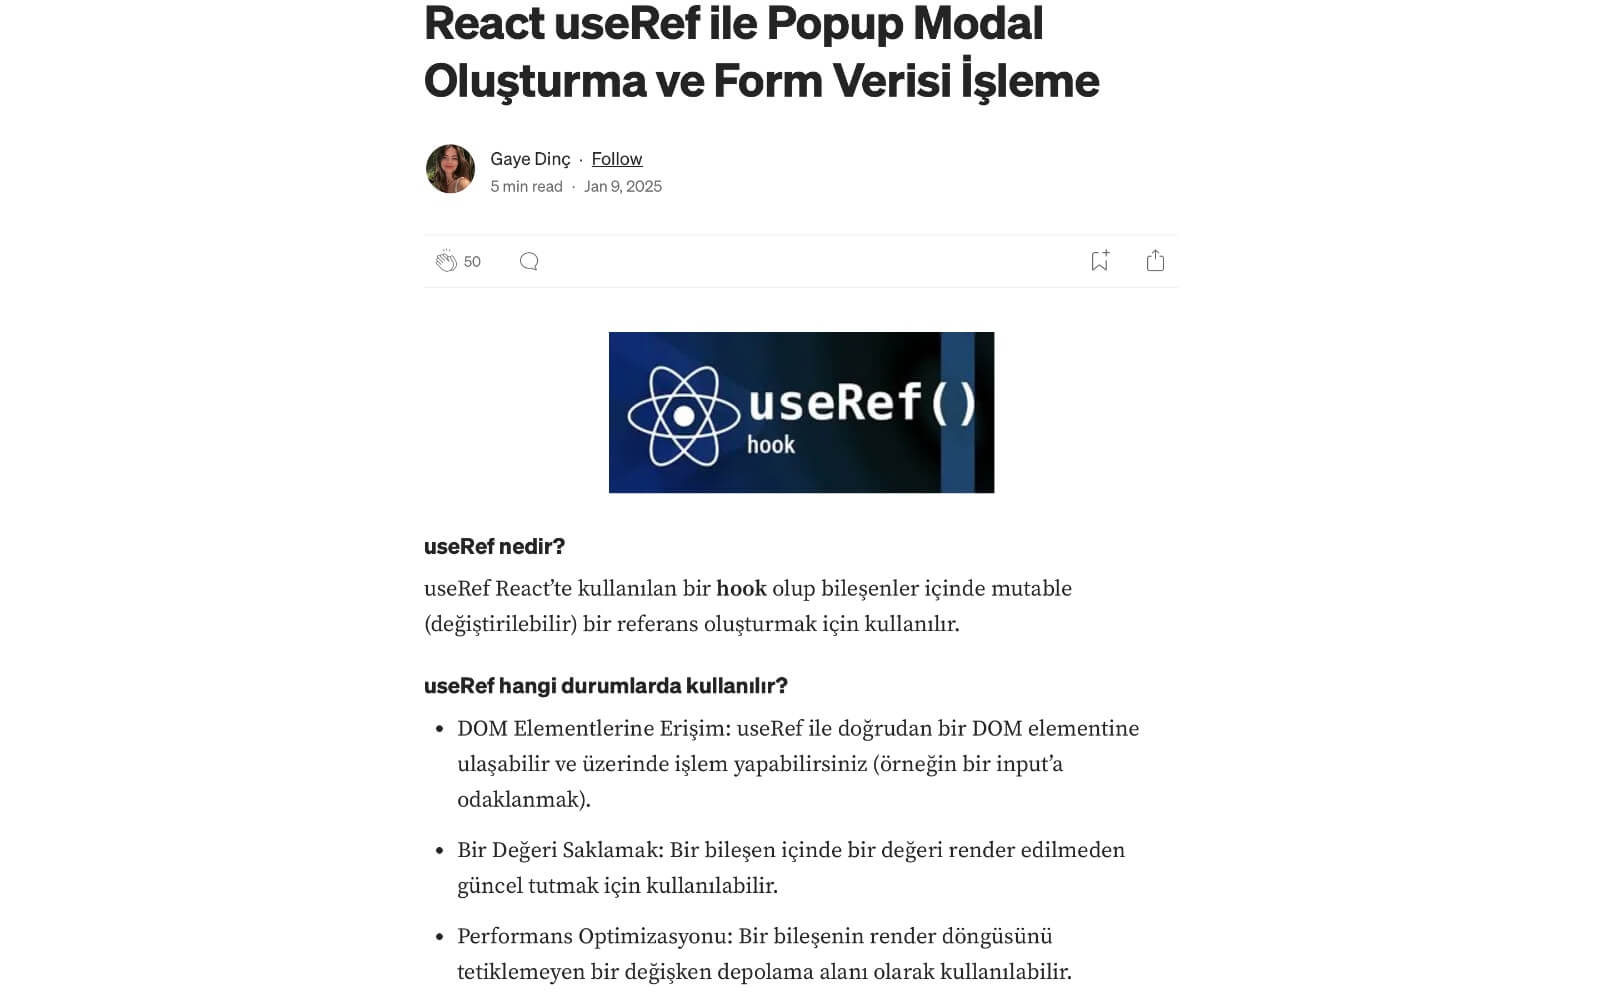 React useRef ile Popup Modal
Oluşturma ve Form Verisi İşleme
Gaye Dinç · Follow
5 min read · Jan 9, 2025
50
useRef()
hook
useRef nedir?
useRef React’te kullanılan bir hook olup bileşenler içinde mutable
(değiştirilebilir) bir referans oluşturmak için kullanılır.
useRef hangi durumlarda kullanılır?
• DOM Elementlerine Erişim: useRef ile doğrudan bir DOM elementine
ulaşabilir ve üzerinde işlem yapabilirsiniz (örneğin bir input’a
odaklanmak).
• Bir Değeri Saklamak: Bir bileşen içinde bir değeri render edilmeden
güncel tutmak için kullanılabilir.
• Performans Optimizasyonu: Bir bileşenin render döngüsünü
tetiklemeyen bir değişken depolama alanı olarak kullanılabilir.